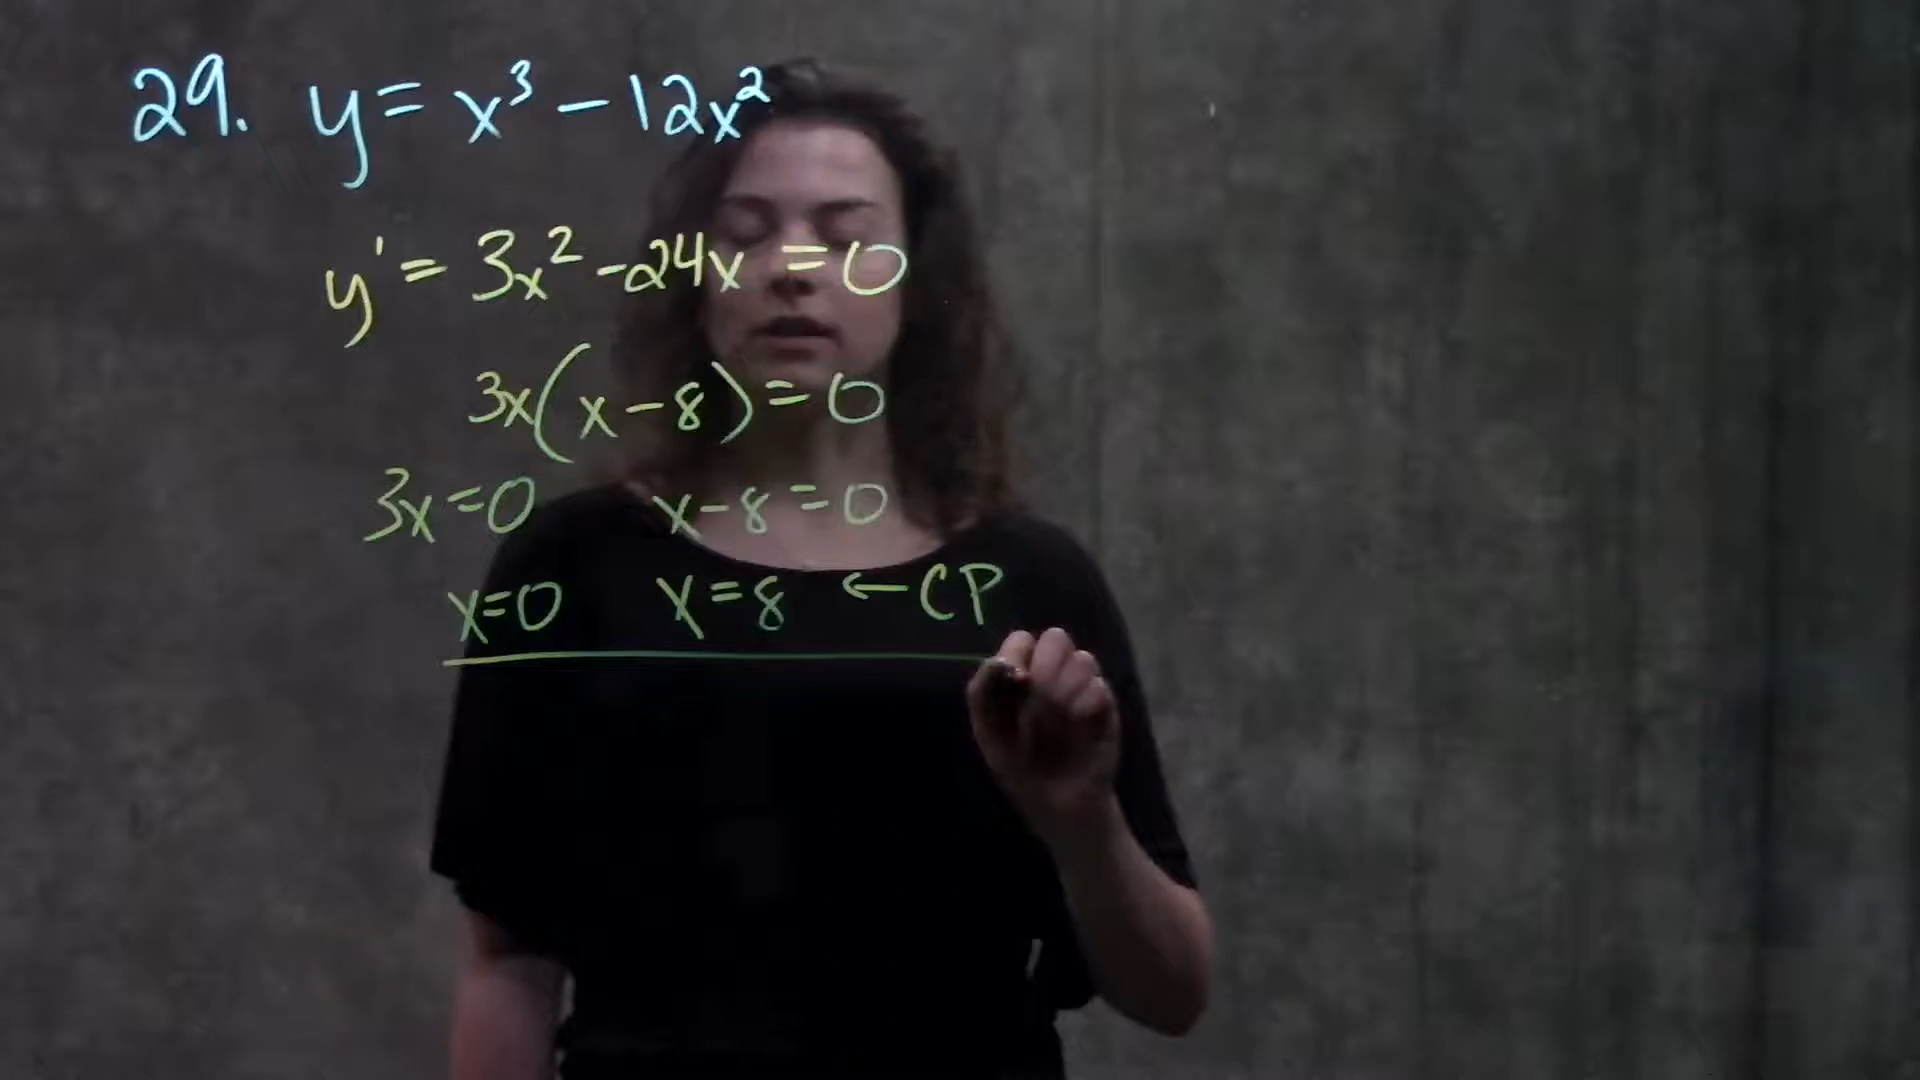 29. y = x³ - 12x²
y' = 3x² - 24x = 0
3x(x - 8) = 0
3x = 0 x - 8 = 0
x = 0 x = 8 ← CP